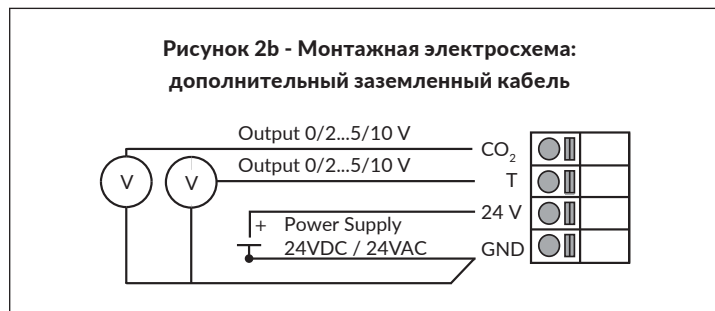 Рисунок 2b - Монтажная электросхема:
дополнительный заземленный кабель
Output 0/2...5/10 V
CO₂
Output 0/2...5/10 V
T
V
V
24 V
+ Power Supply
24VDC / 24VAC
GND